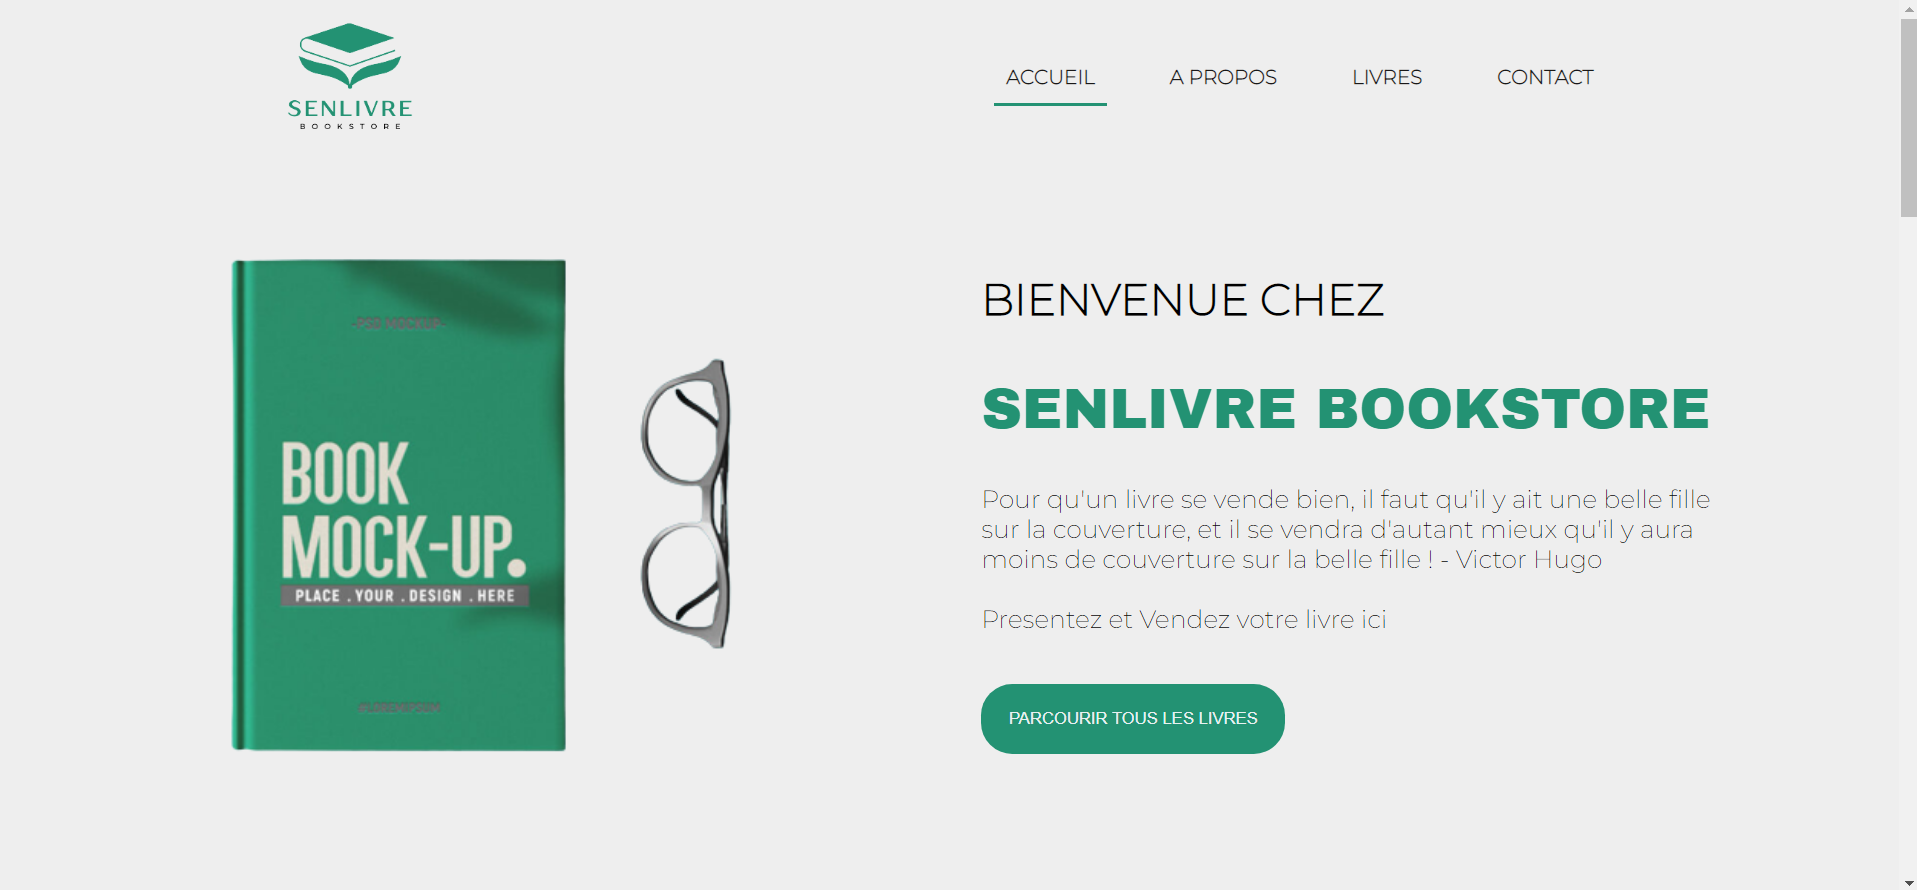 SENLIVRE
BOOKSTORE
ACCUEIL
A PROPOS
LIVRES
CONTACT
-PSD MOCKUP-
BOOK
MOCK-UP.
PLACE . YOUR . DESIGN . HERE
#LOREMIPSUM
BIENVENUE CHEZ
SENLIVRE BOOKSTORE
Pour qu'un livre se vende bien, il faut qu'il y ait une belle fille
sur la couverture, et il se vendra d'autant mieux qu'il y aura
moins de couverture sur la belle fille ! - Victor Hugo
Presentez et Vendez votre livre ici
PARCOURIR TOUS LES LIVRES